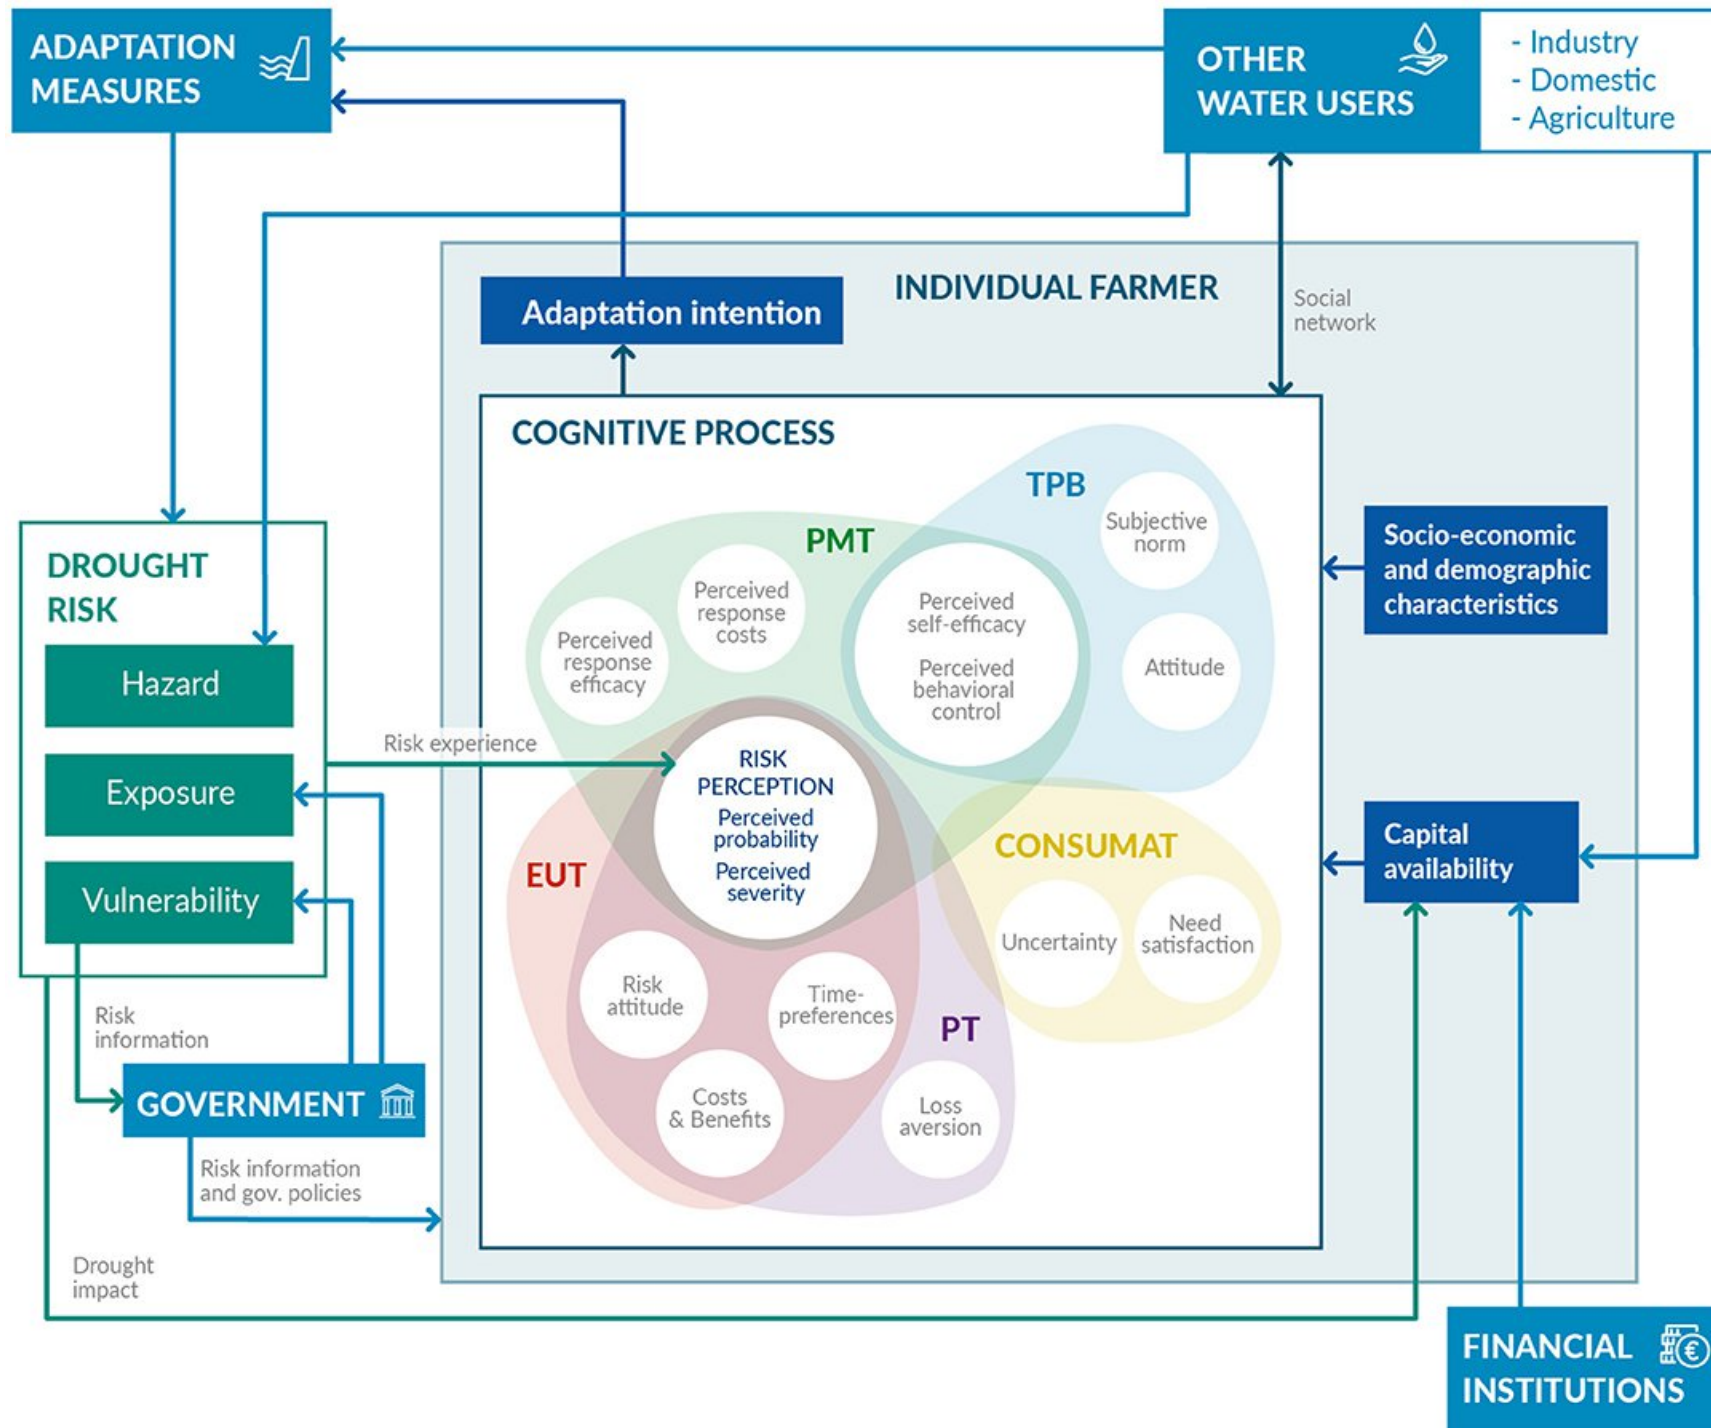 ADAPTATION
MEASURES
OTHER
WATER USERS
- Industry
- Domestic
- Agriculture
INDIVIDUAL FARMER
Adaptation intention
Social
network
COGNITIVE PROCESS
TPB
Subjective
norm
Attitude
PMT
Perceived
response
costs
Perceived
response
efficacy
Perceived
self-efficacy
Perceived
behavioral
control
Socio-economic
and demographic
characteristics
DROUGHT
RISK
Hazard
Exposure
Vulnerability
Risk experience
RISK
PERCEPTION
Perceived
probability
Perceived
severity
EUT
CONSUMAT
Uncertainty
Need
satisfaction
Capital
availability
Risk
attitude
Time-
preferences
Costs
& Benefits
PT
Loss
aversion
Risk
information
GOVERNMENT
Risk information
and gov. policies
Drought
impact
FINANCIAL
INSTITUTIONS
€